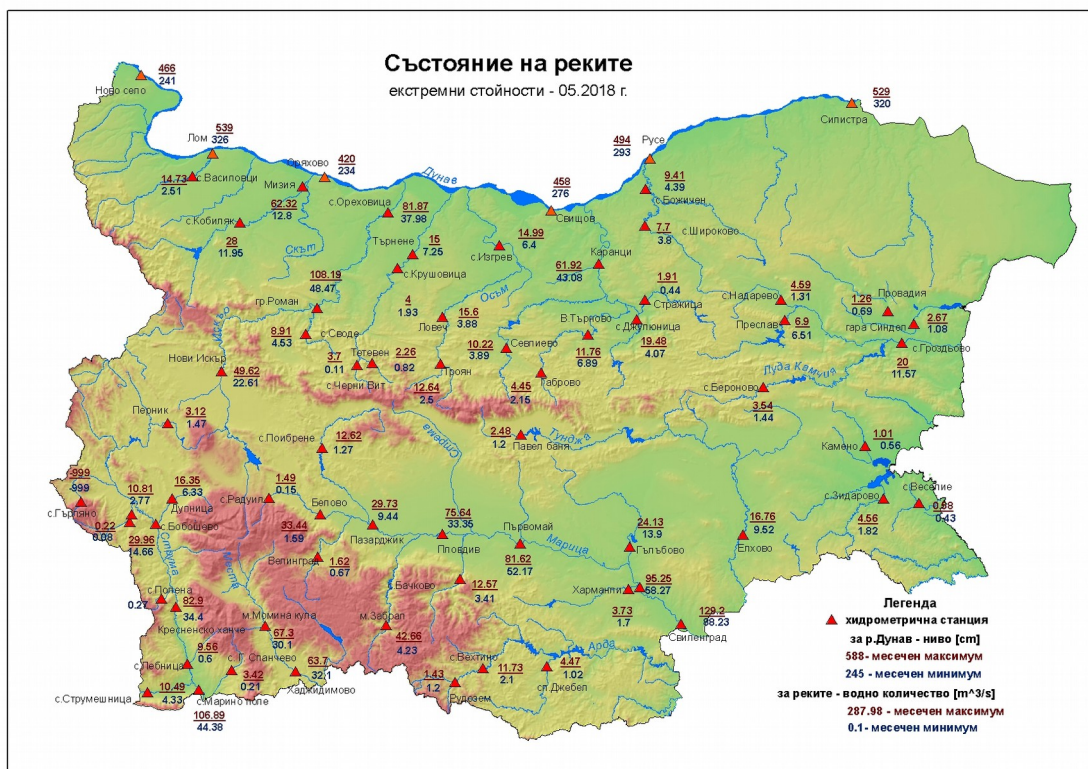 Състояние на реките
екстремни стойности - 05.2018 г.
466
241
Ново село
529
320
Силистра
Лом
539
326
494
293
Русе
Оряхово
420
234
Дунав
458
276
Свищов
14.73
2.51
с.Василовци
Мизия
62.32
12.8
с.Ореховица
81.87
37.98
9.41
4.39
с.Божичен
с.Кобиляк
28
11.95
Скът
Търнене
15
7.25
14.99
6.4
с.Изгрев
7.7
3.8
с.Широково
с.Крушовица
4
1.93
61.92
43.08
Каранци
108.19
48.47
гр.Роман
Искър
Осъм
15.6
3.88
Ловеч
1.91
0.44
Стражица
с.Надарево
4.59
1.31
1.26
0.69
Провадия
8.91
4.53
с.Своде
В.Търново
с.Джулюница
19.48
4.07
Преслав
6.9
6.51
гара Синдел
2.67
1.08
с.Гроздьово
20
11.57
Нови Искър
49.62
22.61
3.7
0.11
Тетевен
с.Черни Вит
2.26
0.82
10.22
3.89
Севлиево
11.76
6.89
Троян
12.64
2.5
4.45
2.15
Габрово
Луда Камчия
с.Бероново
3.54
1.44
Перник
3.12
1.47
с.Поибрене
12.62
1.27
Стряма
2.48
1.2
Павел баня
Тунджа
Камено
1.01
0.56
-999
-999
с.Гърляно
10.81
2.77
16.35
6.33
Дупница
с.Радуил
1.49
0.15
Белово
33.44
1.59
29.73
9.44
Пазарджик
75.64
33.35
Пловдив
Първомай
81.62
52.17
Марица
24.13
13.9
Гълъбово
16.76
9.52
Елхово
с.Зидарово
4.56
1.82
с.Веселие
0.98
0.43
0.22
0.08
с.Бобошево
29.96
14.66
Струма
Места
Велинград
1.62
0.67
с.Полена
0.27
82.9
34.4
Кресненско ханче
м.Момина кула
67.3
30.1
м.Забрал
42.66
4.23
с.Бачково
12.57
3.41
Харманли
3.73
1.7
95.25
58.27
129.2
88.23
Свиленград
9.56
0.6
с.Лебница
3.42
0.21
63.7
32.1
Хаджидимово
с.Струмешница
10.49
4.33
с.Марино поле
106.89
44.38
с.Вехтино
11.73
2.1
1.43
1.2
Рудозем
4.47
1.02
сп.Джебел
Арда
Легенда
хидрометрична станция
за р.Дунав - ниво [cm]
588 - месечен максимум
245 - месечен минимум
за реките - водно количество [m^3/s]
287.98 - месечен максимум
0.1- месечен минимум